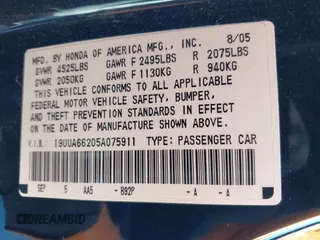 MFD. BY HONDA OF AMERICA MFG., INC. 8/05
GVWR 4525LBS GAWR F 2495LBS R 2075LBS
GVWR 2050KG GAWR F 1130KG R 940KG
THIS VEHICLE CONFORMS TO ALL APPLICABLE
FEDERAL MOTOR VEHICLE SAFETY, BUMPER,
AND THEFT PREVENTION STANDARDS IN EFFECT
ON THE DATE OF MANUFACTURE SHOWN ABOVE.
V.I.N.: 19UUA66205A075911 TYPE: PASSENGER CAR
SEP 5 AA5 - B92P - A - A
DREAMBID